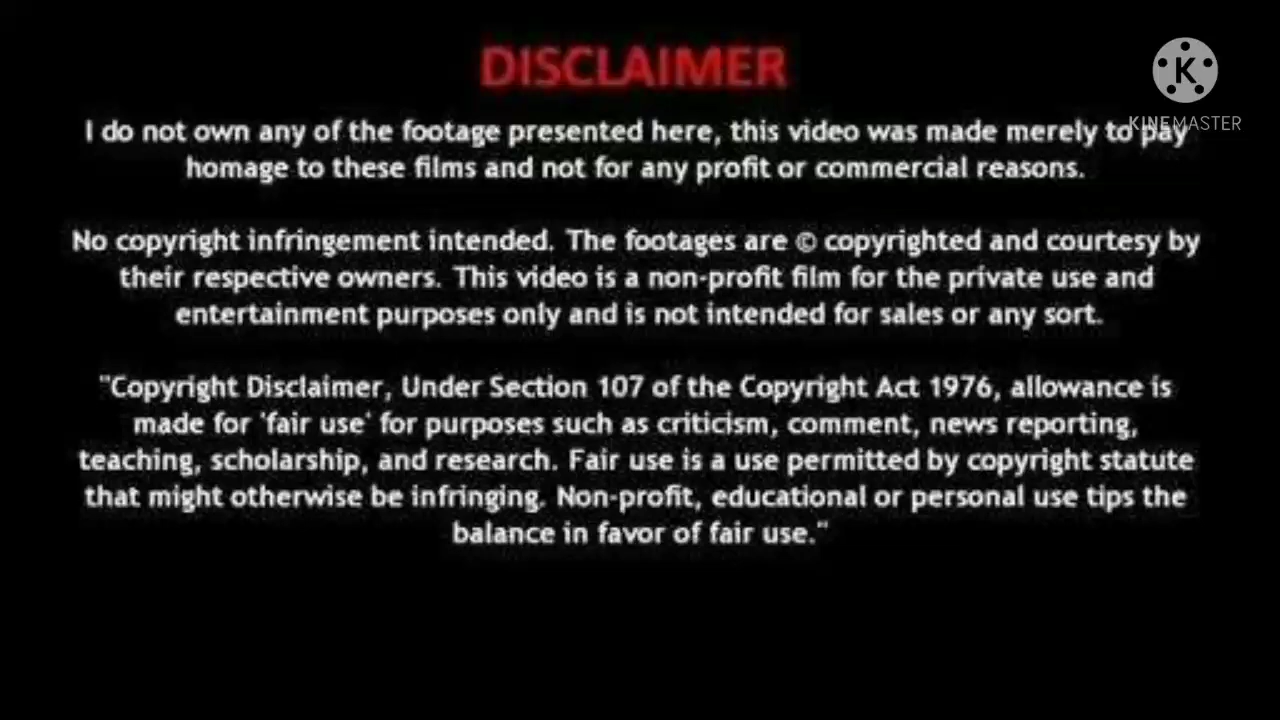 DISCLAIMER
I do not own any of the footage presented here, this video was made merely to pay
homage to these films and not for any profit or commercial reasons.
No copyright infringement intended. The footages are © copyrighted and courtesy by
their respective owners. This video is a non-profit film for the private use and
entertainment purposes only and is not intended for sales or any sort.
"Copyright Disclaimer, Under Section 107 of the Copyright Act 1976, allowance is
made for 'fair use' for purposes such as criticism, comment, news reporting,
teaching, scholarship, and research. Fair use is a use permitted by copyright statute
that might otherwise be infringing. Non-profit, educational or personal use tips the
balance in favor of fair use."
K
KINEMASTER